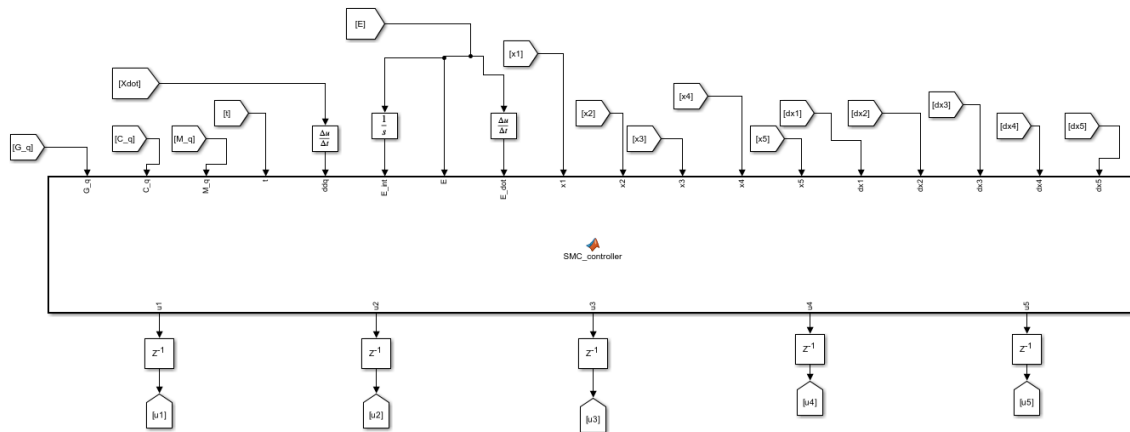 [E]
[x1]
[Xdot]
[x4]
[dx3]
[t]
[x2]
[dx1]
[dx2]
1
s
Δu
Δt
Δu
Δt
[C_q]
[M_q]
[x3]
[x5]
[dx4]
[dx5]
[G_q]
G_q
C_q
M_q
t
ddq
E_int
E
E_dot
x1
x2
x3
x4
x5
dx1
dx2
dx3
dx4
dx5
SMC_controller
u1
u2
u3
u4
u5
Z-1
Z-1
Z-1
Z-1
Z-1
[u1]
[u2]
[u3]
[u4]
[u5]